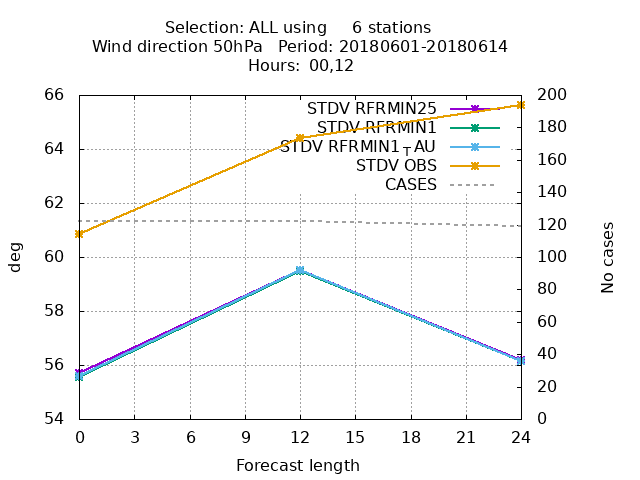 Selection: ALL using     6 stations
Wind direction 50hPa   Period: 20180601-20180614
Hours: 00,12
66
64
62
60
58
56
54
200
180
160
140
120
100
80
60
40
20
0
STDV RFRMIN25
STDV RFRMIN1
STDV RFRMIN1_TAU
STDV OBS
CASES
deg
No cases
0 3 6 9 12 15 18 21 24
Forecast length